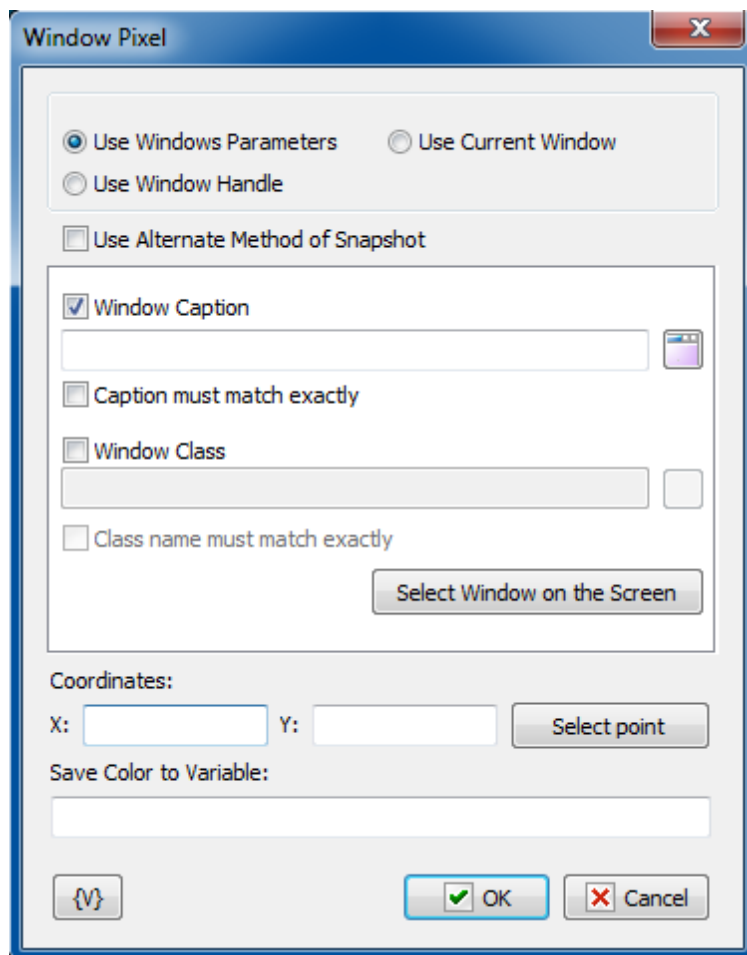 Window Pixel
Use Windows Parameters Use Current Window
Use Window Handle
Use Alternate Method of Snapshot
Window Caption
Caption must match exactly
Window Class
Class name must match exactly
Select Window on the Screen
Coordinates:
X: Y: Select point
Save Color to Variable:
{V} OK Cancel